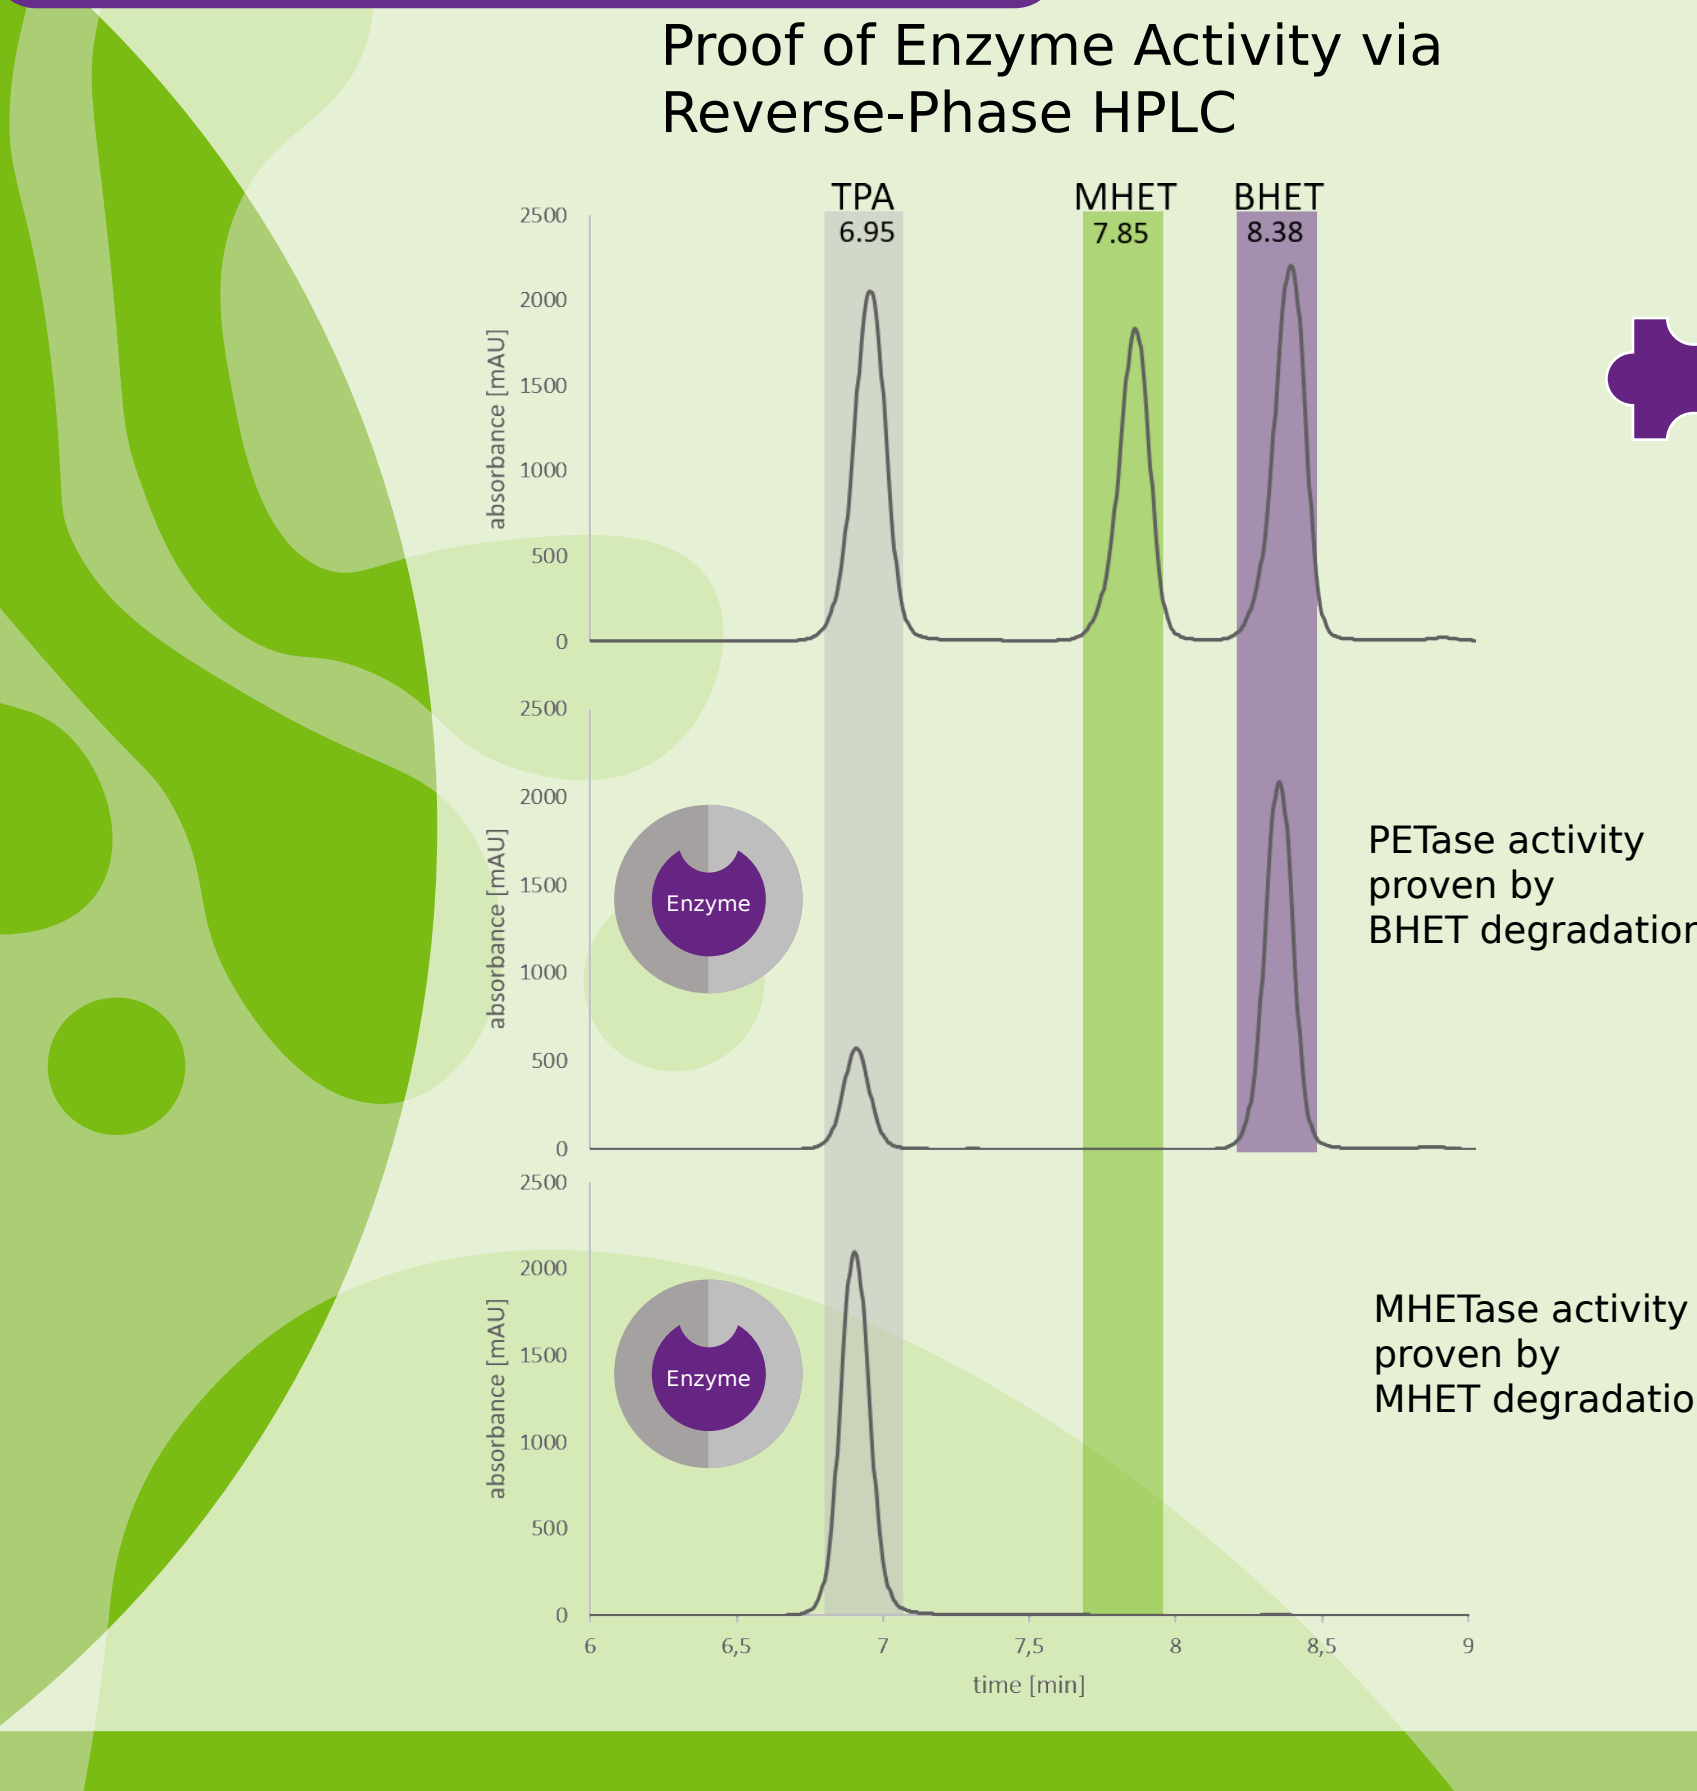 Proof of Enzyme Activity via
Reverse-Phase HPLC
TPA MHET BHET
6.95 7.85 8.38
absorbance [mAU]
2500
2000
1500
1000
500
0
absorbance [mAU]
2500
2000
1500
1000
500
0
Enzyme
PETase activity
proven by
BHET degradation
absorbance [mAU]
2500
2000
1500
1000
500
0
Enzyme
MHETase activity
proven by
MHET degradatio
6 6,5 7 7,5 8 8,5 9
time [min]